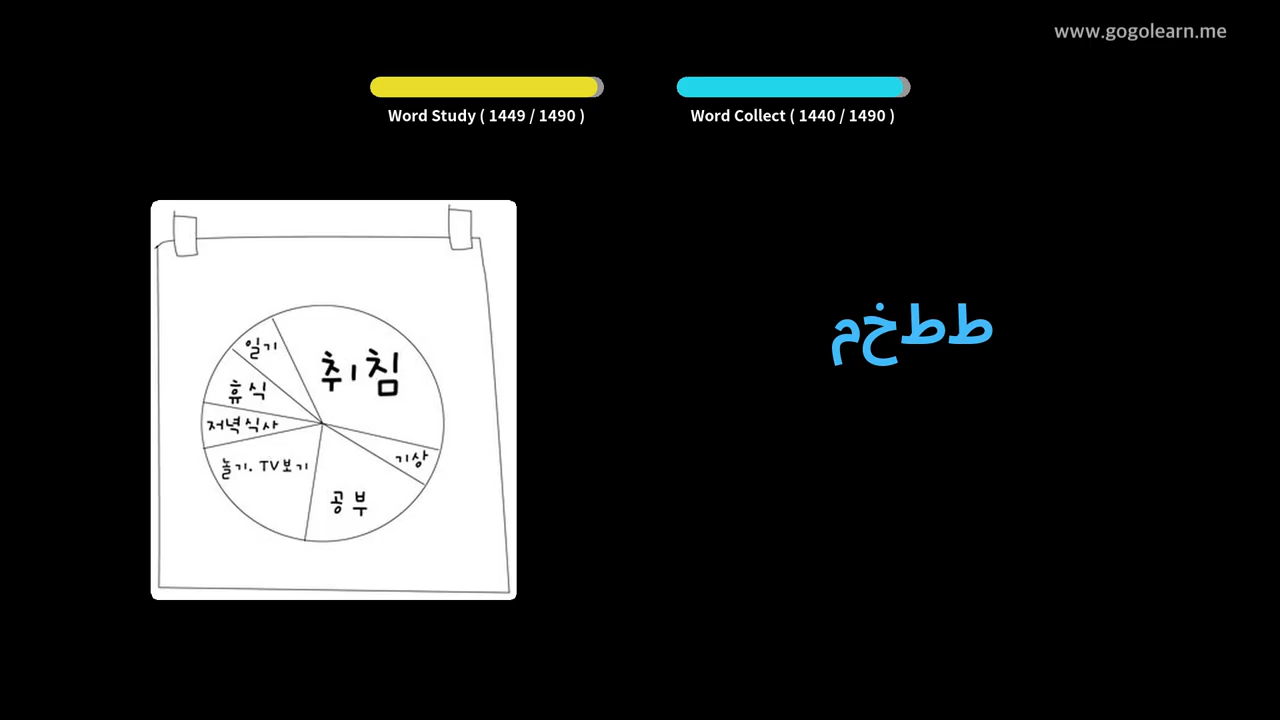 www.gogolearn.me
Word Study ( 1449 / 1490 )
Word Collect ( 1440 / 1490 )
일기
취침
휴식
저녁식사
놀기. TV보기
기상
공부
ططخم